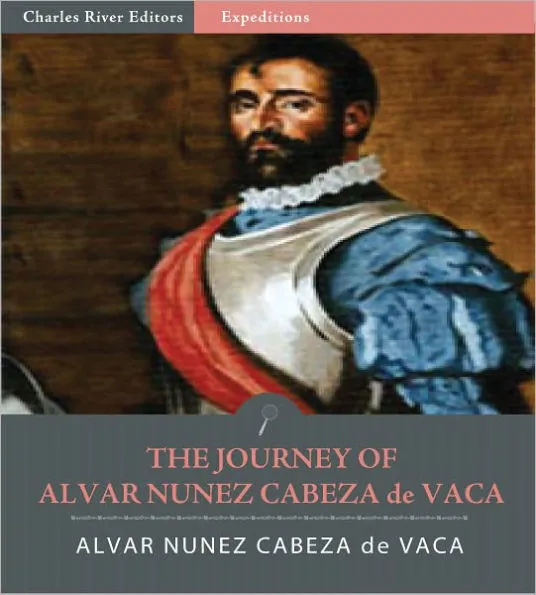 Charles River Editors Expeditions
THE JOURNEY OF
ALVAR NUNEZ CABEZA de VACA
ALVAR NUNEZ CABEZA de VACA